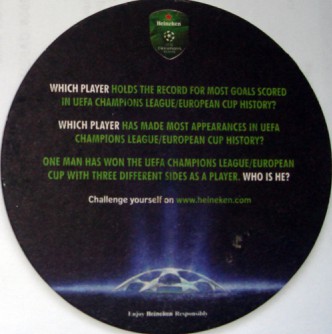 Heineken
WHICH PLAYER HOLDS THE RECORD FOR MOST GOALS SCORED
IN UEFA CHAMPIONS LEAGUE/EUROPEAN CUP HISTORY?
WHICH PLAYER HAS MADE MOST APPEARANCES IN UEFA
CHAMPIONS LEAGUE/EUROPEAN CUP HISTORY?
ONE MAN HAS WON THE UEFA CHAMPIONS LEAGUE/EUROPEAN
CUP WITH THREE DIFFERENT SIDES AS A PLAYER. WHO IS HE?
Challenge yourself on www.heineken.com
Enjoy Heineken Responsibly